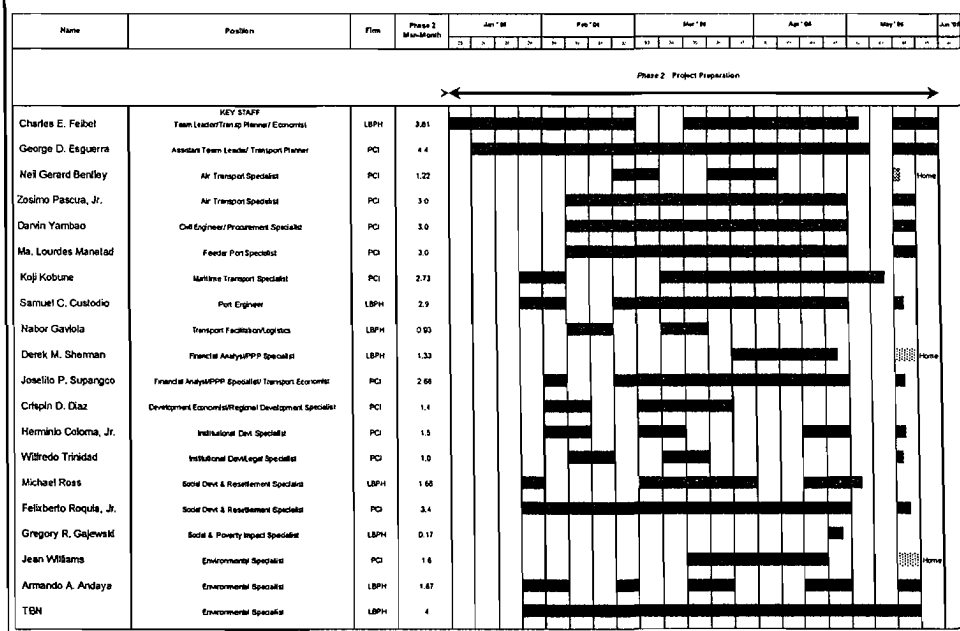 Name Position Firm Phase 2 Man-Month
Phase 2 Project Preparation
KEY STAFF
Charles E. Feibel Team Leader/Transp Planner/ Economist LBPH 3.81
George D. Esguerra Assistant Team Leader/ Transport Planner PCI 4.4
Neil Gerard Bentley Air Transport Specialist PCI 1.22 Home
Zosimo Pascua, Jr. Air Transport Specialist PCI 3.0
Darvin Yambao Civil Engineer/ Procurement Specialist PCI 3.0
Ma. Lourdes Manelad Feeder Port Specialist PCI 3.0
Koji Kobune Maritime Transport Specialist PCI 2.73
Samuel C. Custodio Port Engineer LBPH 2.9
Nabor Gaviola Transport Facilitation/Logistics LBPH 0.93
Derek M. Sherman Financial Analyst/PPP Specialist LBPH 1.33 Home
Joselito P. Supangco Financial Analyst/PPP Specialist/ Transport Economist PCI 2.68
Crispin D. Diaz Development Economist/Regional Development Specialist PCI 1.4
Herminio Coloma, Jr. Institutional Devt Specialist PCI 1.5
Wilfredo Trinidad Institutional Devt/Legal Specialist PCI 1.0
Michael Ross Social Devt & Resettlement Specialist LBPH 1.68
Felixberto Roquia, Jr. Social Devt & Resettlement Specialist PCI 3.4
Gregory R. Gajewski Social & Poverty Impact Specialist LBPH 0.17
Jean Williams Environmental Specialist PCI 1.6 Home
Armando A. Andaya Environmental Specialist LBPH 1.67
TBN Environmental Specialist LBPH 4